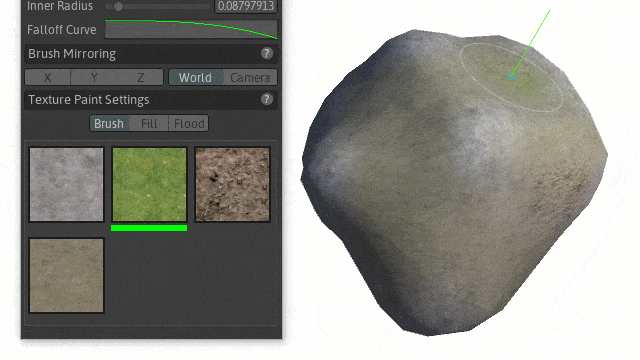 Inner Radius 0.08797913
Falloff Curve
Brush Mirroring ?
X Y Z World Camera
Texture Paint Settings ?
Brush Fill Flood